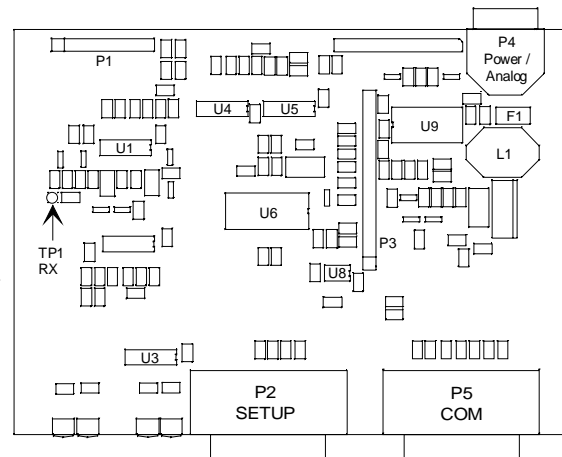 P1
P4
Power /
Analog
U4
U5
U9
F1
U1
L1
U6
TP1
RX
P3
U8
U3
P2
SETUP
P5
COM